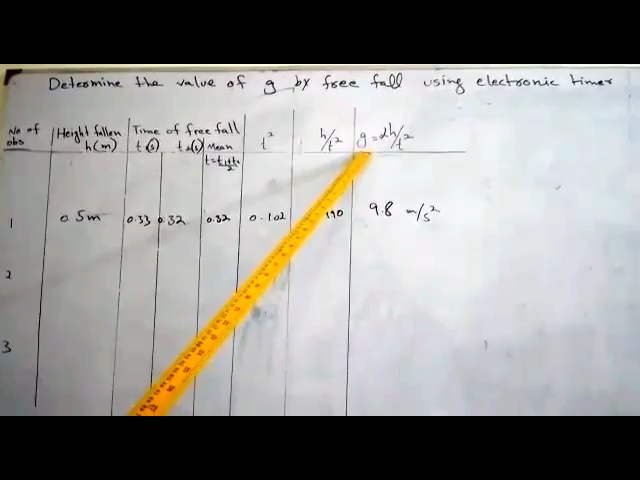 Determine the value of g by free fall using electronic timer
No of obs Height fallen h(m) Time of free fall t₁(s) t₂(s) Mean t=t₁+t₂/2 t² h/t² g=2h/t²
1 0.5m 0.33 0.32 0.32 0.102 190 9.8 m/s²
2
3